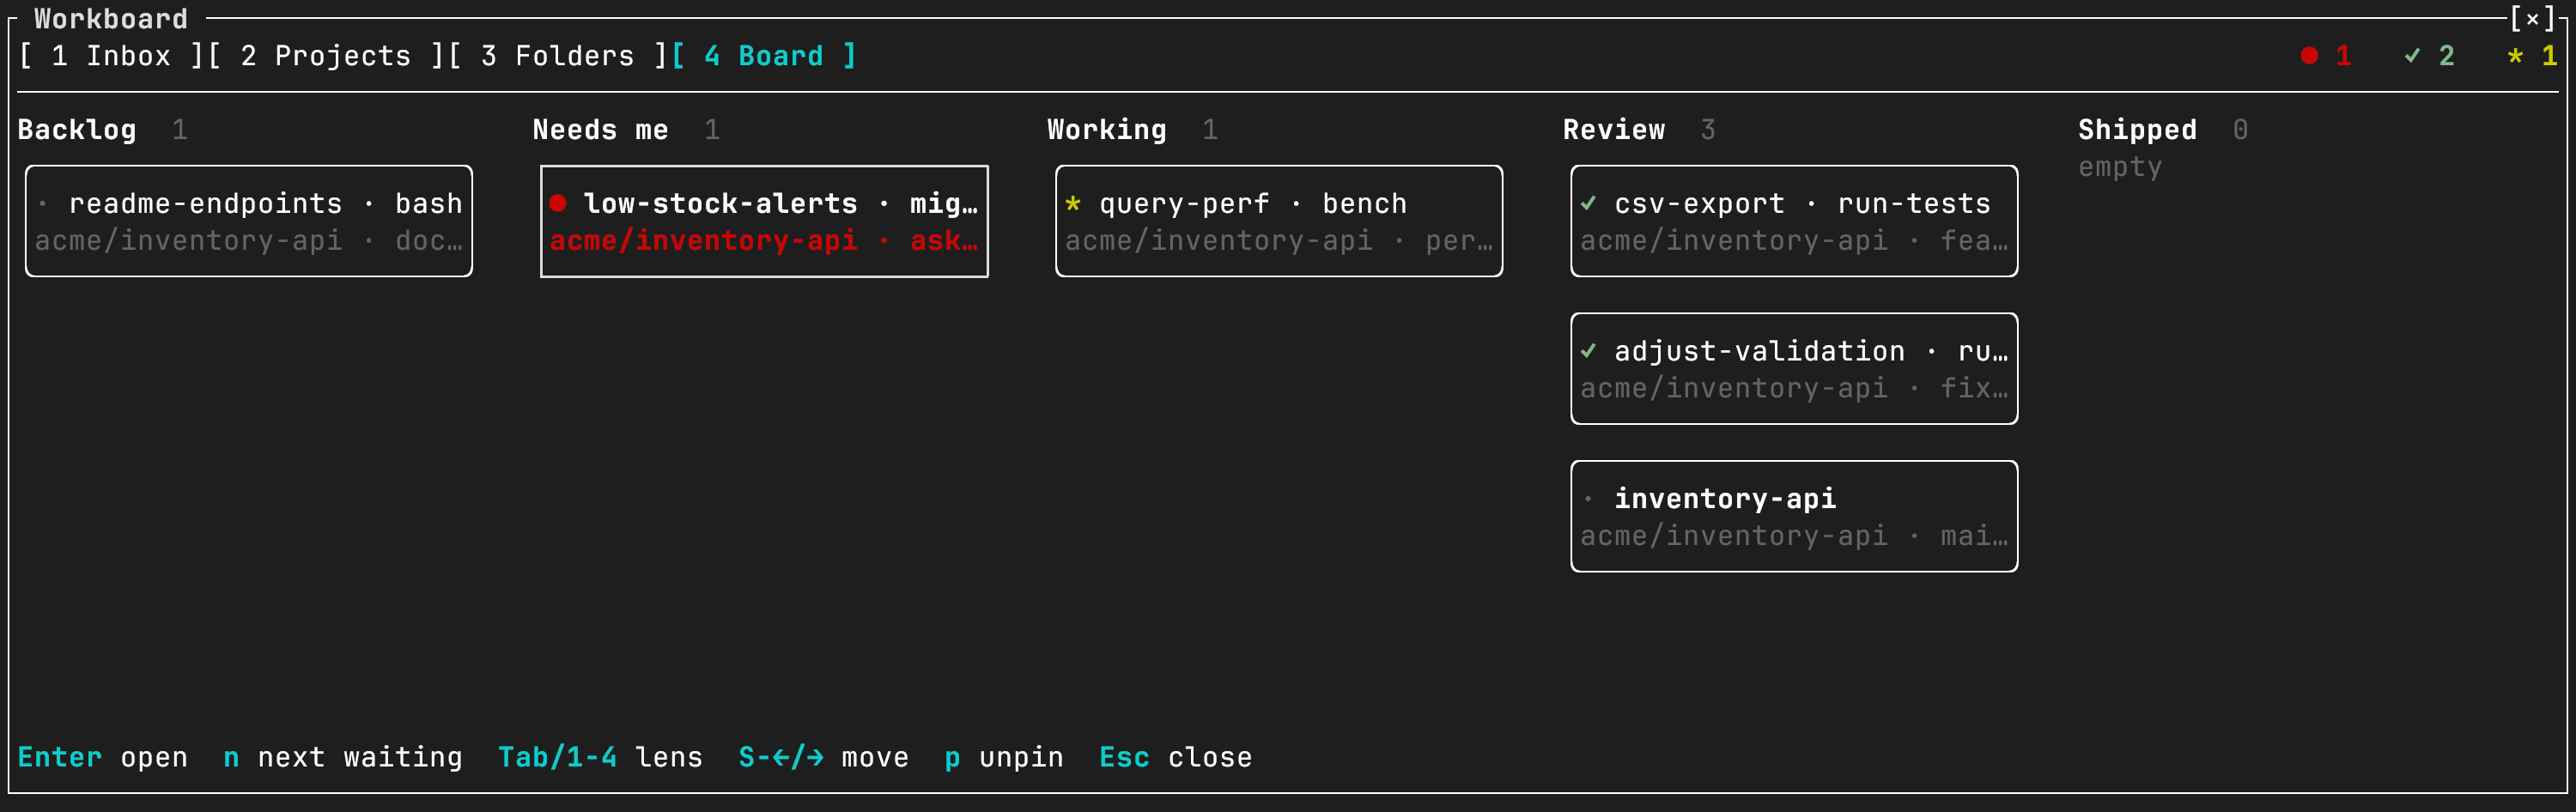 Workboard [×]
[ 1 Inbox ][ 2 Projects ][ 3 Folders ][ 4 Board ] ● 1 ✓ 2 * 1
Backlog 1
· readme-endpoints · bash
acme/inventory-api · doc…
Needs me 1
● low-stock-alerts · mig…
acme/inventory-api · ask…
Working 1
* query-perf · bench
acme/inventory-api · per…
Review 3
✓ csv-export · run-tests
acme/inventory-api · fea…
✓ adjust-validation · ru…
acme/inventory-api · fix…
· inventory-api
acme/inventory-api · mai…
Shipped 0
empty
Enter open n next waiting Tab/1-4 lens S-←/→ move p unpin Esc close